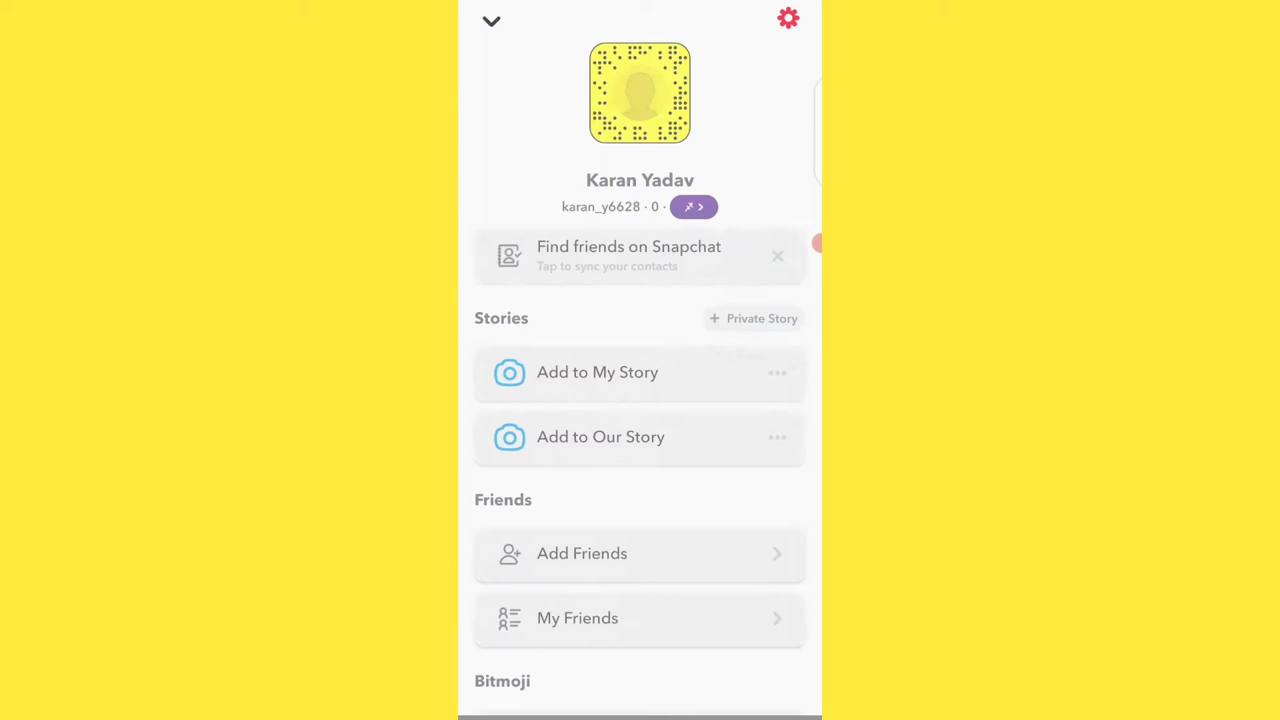 Karan Yadav
karan_y6628 · 0 ·
Find friends on Snapchat
Tap to sync your contacts
Stories
+ Private Story
Add to My Story
Add to Our Story
Friends
Add Friends
My Friends
Bitmoji